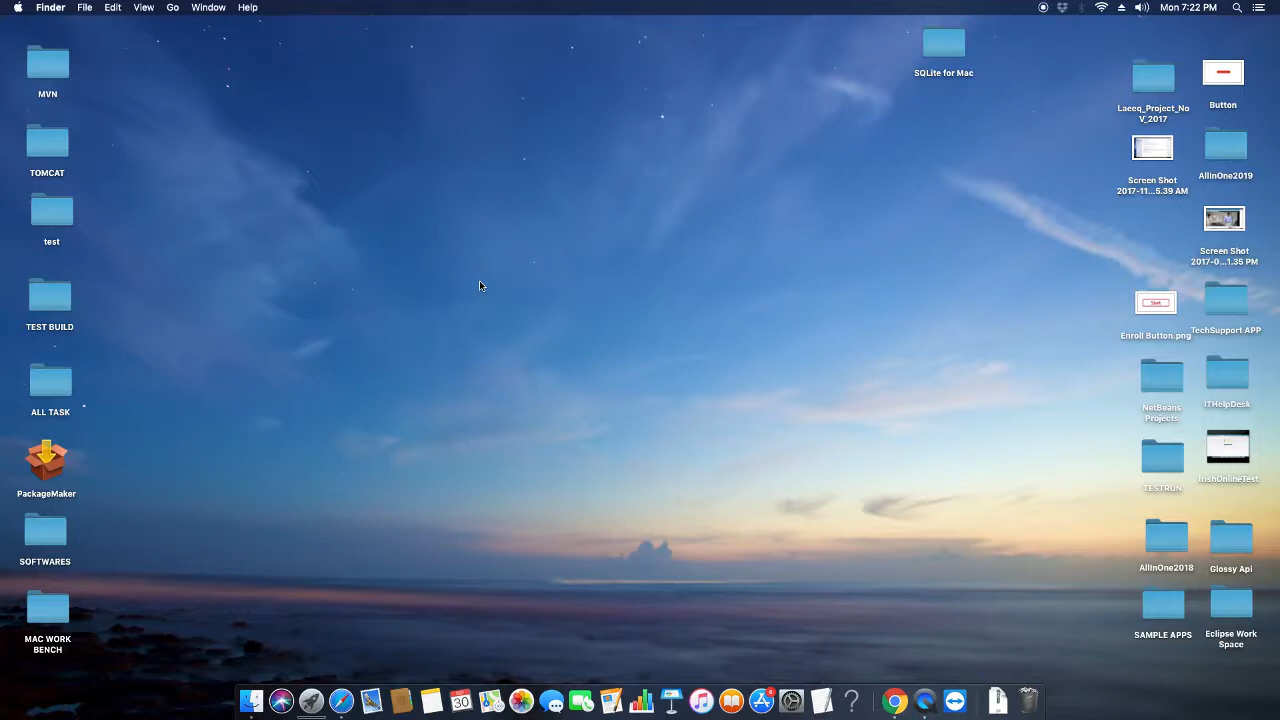 Finder File Edit View Go Window Help
Mon 7:22 PM
MVN
TOMCAT
test
TEST BUILD
ALL TASK
PackageMaker
SOFTWARES
MAC WORK
BENCH
SQLite for Mac
Laeeq_Project_No
V_2017
Button
Screen Shot
2017-11...5.39 AM
AllInOne2019
Screen Shot
2017-0...1.35 PM
Enroll Button.png
TechSupport APP
NetBeans
Projects
ITHelpDesk
TESTRUN
IrishOnlineTest
AllInOne2018
Glossy Api
SAMPLE APPS
Eclipse Work
Space
30